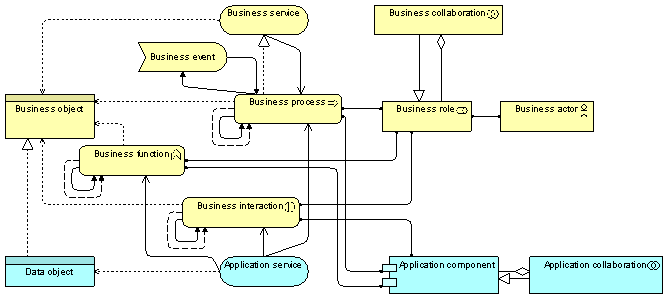 Business service
Business collaboration
Business event
Business object
Business process
Business role
Business actor
Business function
Business interaction
Data object
Application service
Application component
Application collaboration